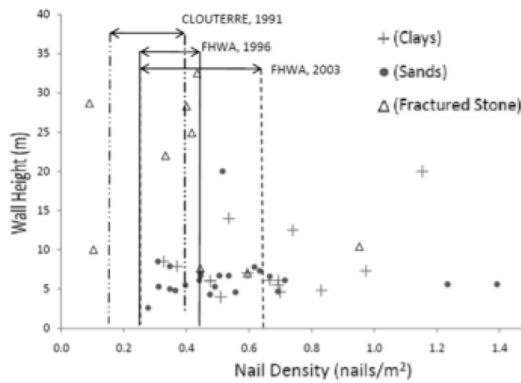 CLOUTERRE, 1991
FHWA, 1996
FHWA, 2003
(Clays)
(Sands)
(Fractured Stone)
Wall Height (m)
40
35
30
25
20
15
10
5
0
0.0 0.2 0.4 0.6 0.8 1.0 1.2 1.4
Nail Density (nails/m²)